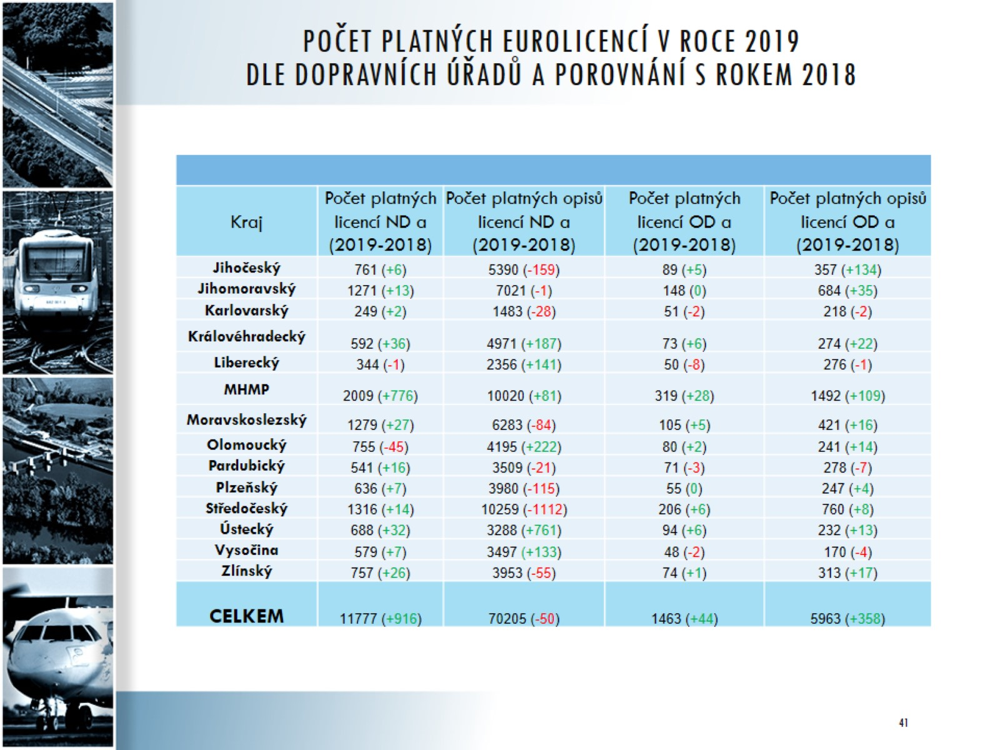 POČET PLATNÝCH EUROLICENCÍ V ROCE 2019
DLE DOPRAVNÍCH ÚŘADŮ A POROVNÁNÍ S ROKEM 2018
Kraj | Počet platných licencí ND a (2019-2018) | Počet platných opisů licencí ND a (2019-2018) | Počet platných licencí OD a (2019-2018) | Počet platných opisů licencí OD a (2019-2018)
Jihočeský 761 (+6) 5390 (-159) 89 (+5) 357 (+134)
Jihomoravský 1271 (+13) 7021 (-1) 148 (0) 684 (+35)
Karlovarský 249 (+2) 1483 (-28) 51 (-2) 218 (-2)
Královéhradecký 592 (+36) 4971 (+187) 73 (+6) 274 (+22)
Liberecký 344 (-1) 2356 (+141) 50 (-8) 276 (-1)
MHMP 2009 (+776) 10020 (+81) 319 (+28) 1492 (+109)
Moravskoslezský 1279 (+27) 6283 (-84) 105 (+5) 421 (+16)
Olomoucký 755 (-45) 4195 (+222) 80 (+2) 241 (+14)
Pardubický 541 (+16) 3509 (-21) 71 (-3) 278 (-7)
Plzeňský 636 (+7) 3980 (-115) 55 (0) 247 (+4)
Středočeský 1316 (+14) 10259 (-1112) 206 (+6) 760 (+8)
Ústecký 688 (+32) 3288 (+761) 94 (+6) 232 (+13)
Vysočina 579 (+7) 3497 (+133) 48 (-2) 170 (-4)
Zlínský 757 (+26) 3953 (-55) 74 (+1) 313 (+17)
CELKEM 11777 (+916) 70205 (-50) 1463 (+44) 5963 (+358)
41